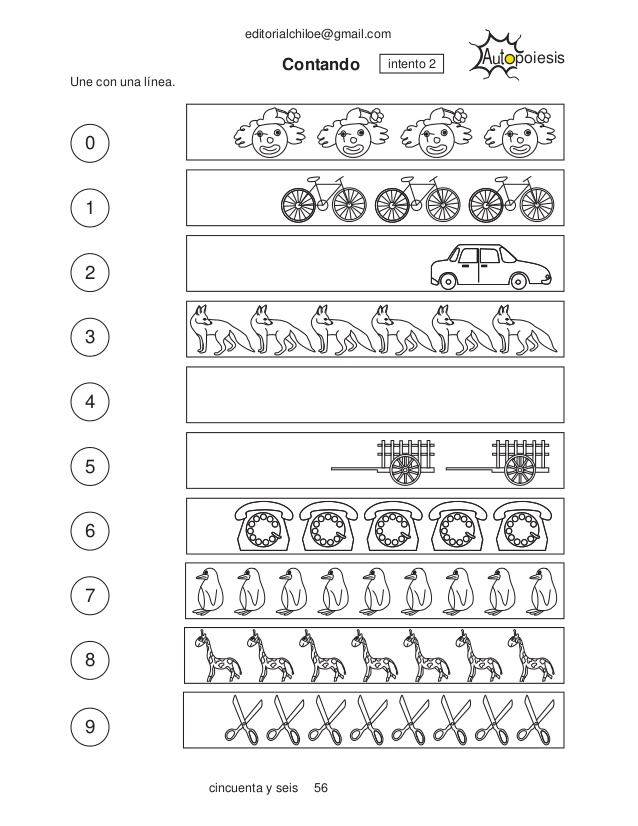 editorialchiloe@gmail.com
Contando
intento 2
Autopoiesis
Une con una línea.
0
1
2
3
4
5
6
7
8
9
cincuenta y seis 56